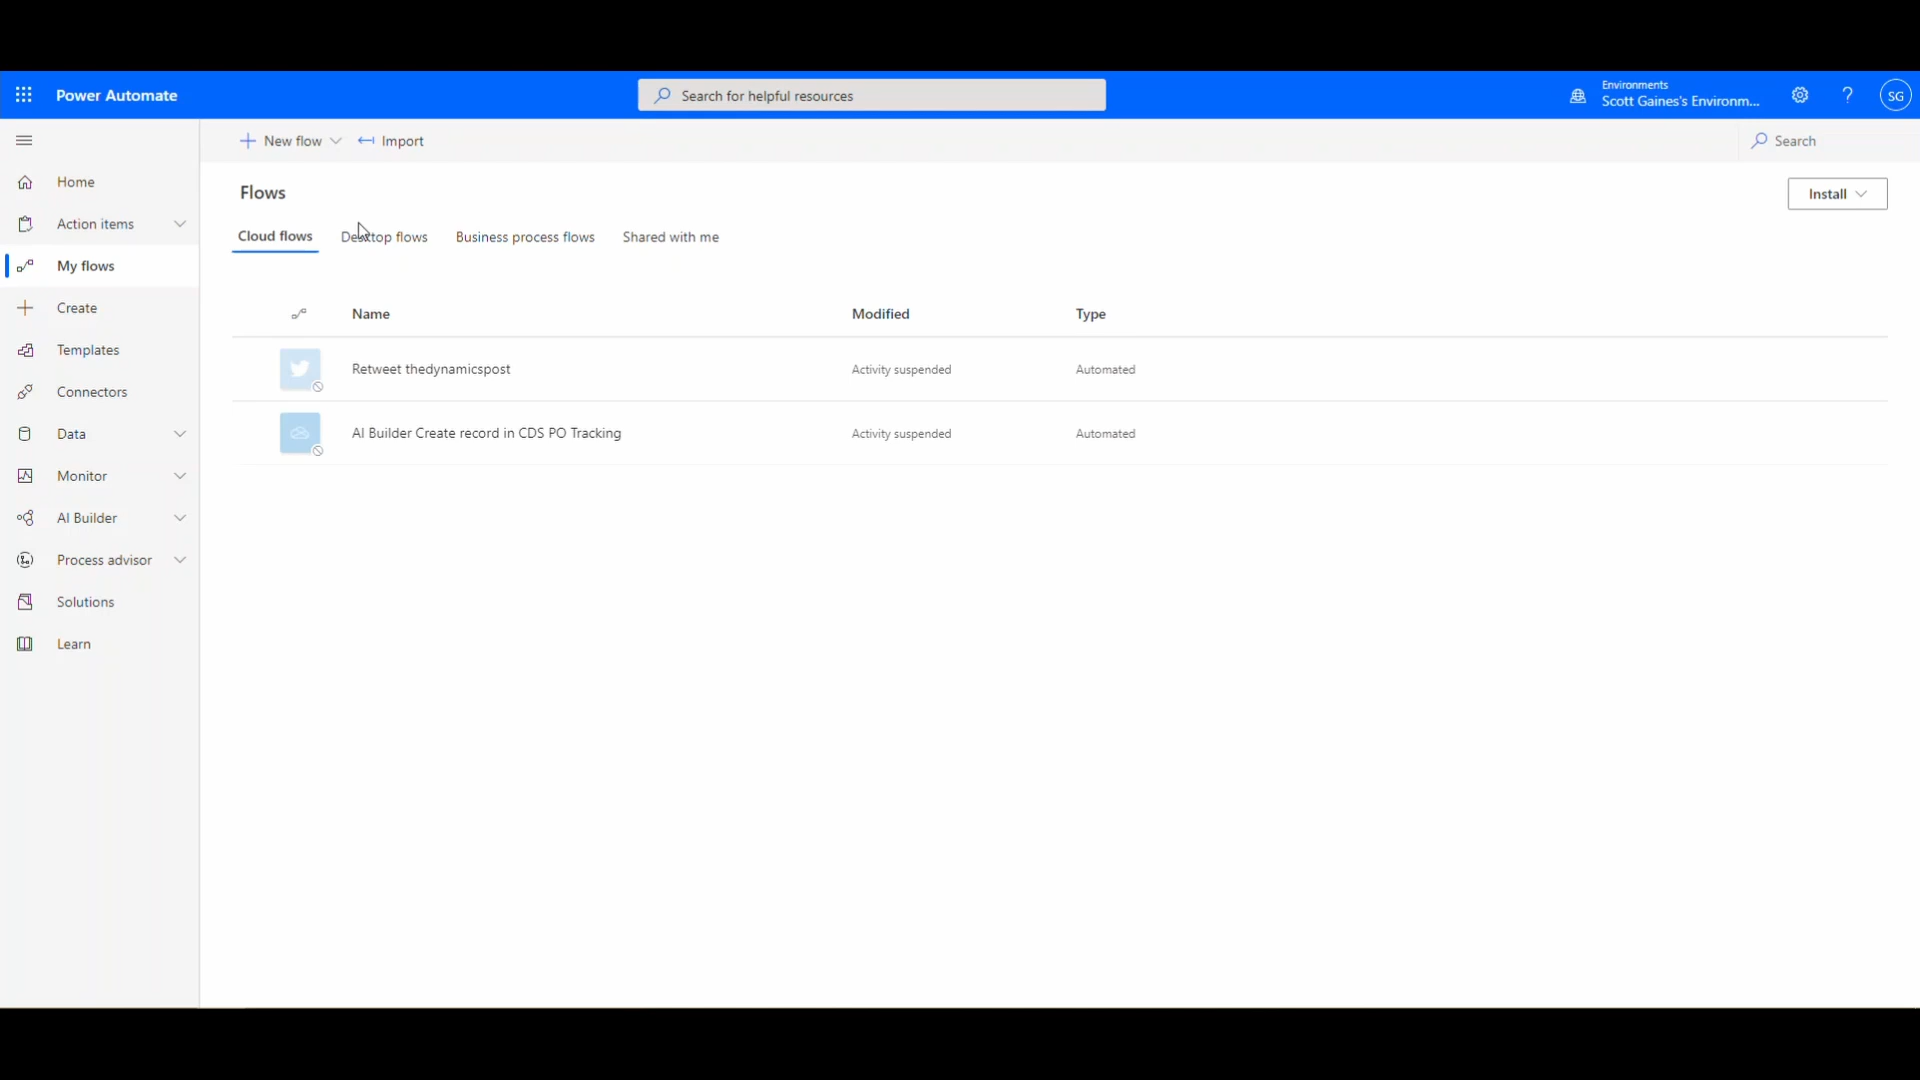 Power Automate
Search for helpful resources
Environments
Scott Gaines's Environm...
?
SG
New flow
Import
Search
Home
Action items
My flows
Create
Templates
Connectors
Data
Monitor
AI Builder
Process advisor
Solutions
Learn
Flows
Install
Cloud flows
Desktop flows
Business process flows
Shared with me
Name Modified Type
Retweet thedynamicspost Activity suspended Automated
AI Builder Create record in CDS PO Tracking Activity suspended Automated